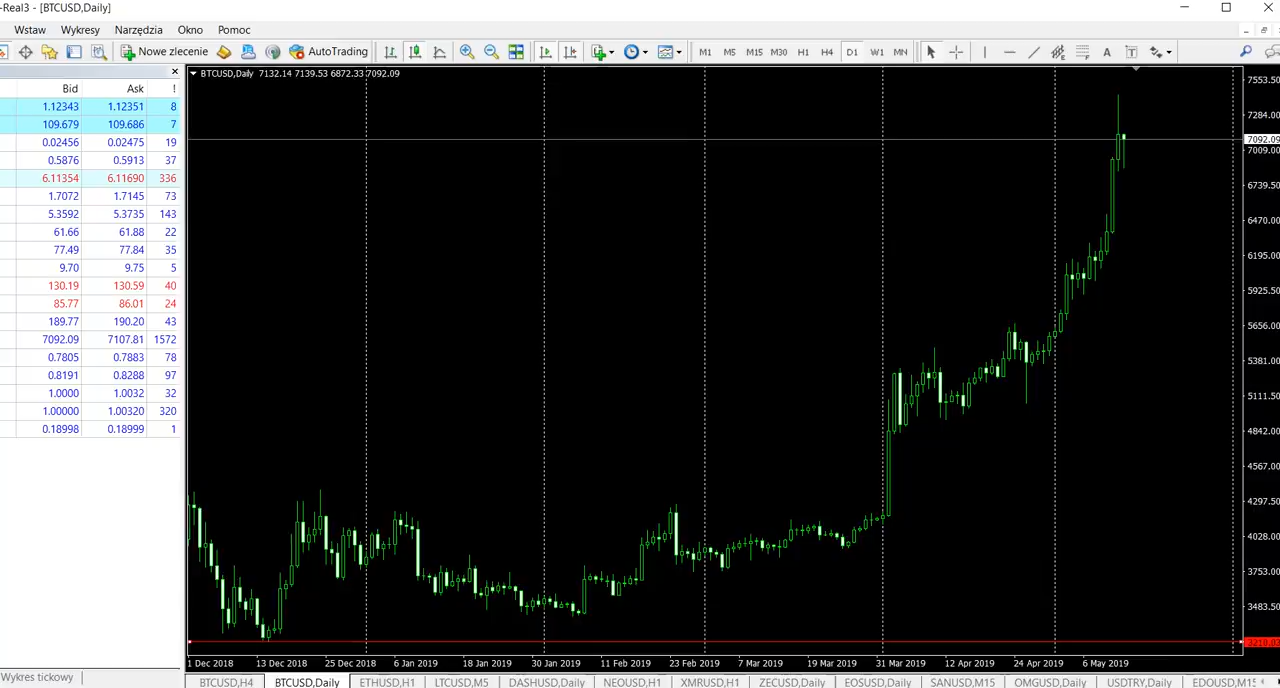 -Real3 - [BTCUSD,Daily]
Wstaw Wykresy Narzędzia Okno Pomoc
Nowe zlecenie AutoTrading M1 M5 M15 M30 H1 H4 D1 W1 MN
Bid Ask !
1.12343 1.12351 8
109.679 109.686 7
0.02456 0.02475 19
0.5876 0.5913 37
6.11354 6.11690 336
1.7072 1.7145 73
5.3592 5.3735 143
61.66 61.88 22
77.49 77.84 35
9.70 9.75 5
130.19 130.59 40
85.77 86.01 24
189.77 190.20 43
7092.09 7107.81 1572
0.7805 0.7883 78
0.8191 0.8288 97
1.0000 1.0032 32
1.00000 1.00320 320
0.18998 0.18999 1
Wykres tickowy
BTCUSD,Daily 7132.14 7139.53 6872.33 7092.09
7553.50
7284.00
7092.09
7009.00
6739.50
6470.00
6195.00
5925.50
5656.00
5381.00
5111.50
4842.00
4567.00
4297.50
4028.00
3753.00
3483.50
3210.03
1 Dec 2018 13 Dec 2018 25 Dec 2018 6 Jan 2019 18 Jan 2019 30 Jan 2019 11 Feb 2019 23 Feb 2019 7 Mar 2019 19 Mar 2019 31 Mar 2019 12 Apr 2019 24 Apr 2019 6 May 2019
BTCUSD,H4 BTCUSD,Daily ETHUSD,H1 LTCUSD,M5 DASHUSD,Daily NEOUSD,H1 XMRUSD,H1 ZECUSD,Daily EOSUSD,Daily SANUSD,M15 OMGUSD,Daily USDTRY,Daily EDOUSD,M15